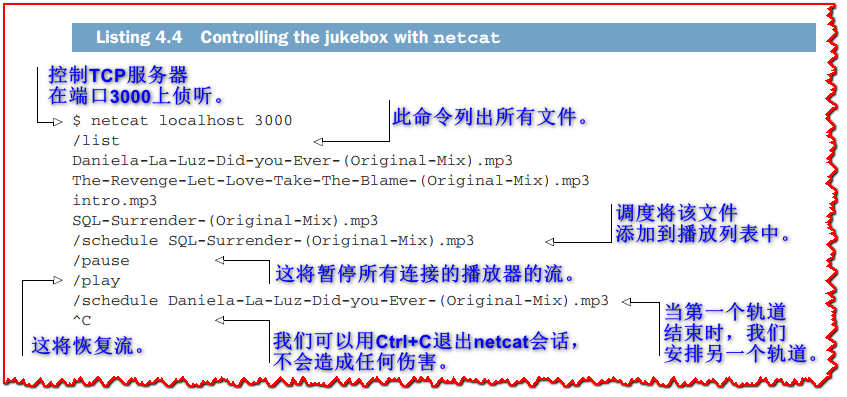 Listing 4.4 Controlling the jukebox with netcat
控制TCP服务器
在端口3000上侦听。
$ netcat localhost 3000
此命令列出所有文件。
/list
Daniela-La-Luz-Did-you-Ever-(Original-Mix).mp3
The-Revenge-Let-Love-Take-The-Blame-(Original-Mix).mp3
intro.mp3
SQL-Surrender-(Original-Mix).mp3
调度将该文件
添加到播放列表中。
/schedule SQL-Surrender-(Original-Mix).mp3
/pause
这将暂停所有连接的播放器的流。
/play
/schedule Daniela-La-Luz-Did-you-Ever-(Original-Mix).mp3
当第一个轨道
结束时，我们
安排另一个轨道。
^C
这将恢复流。
我们可以用Ctrl+C退出netcat会话，
不会造成任何伤害。